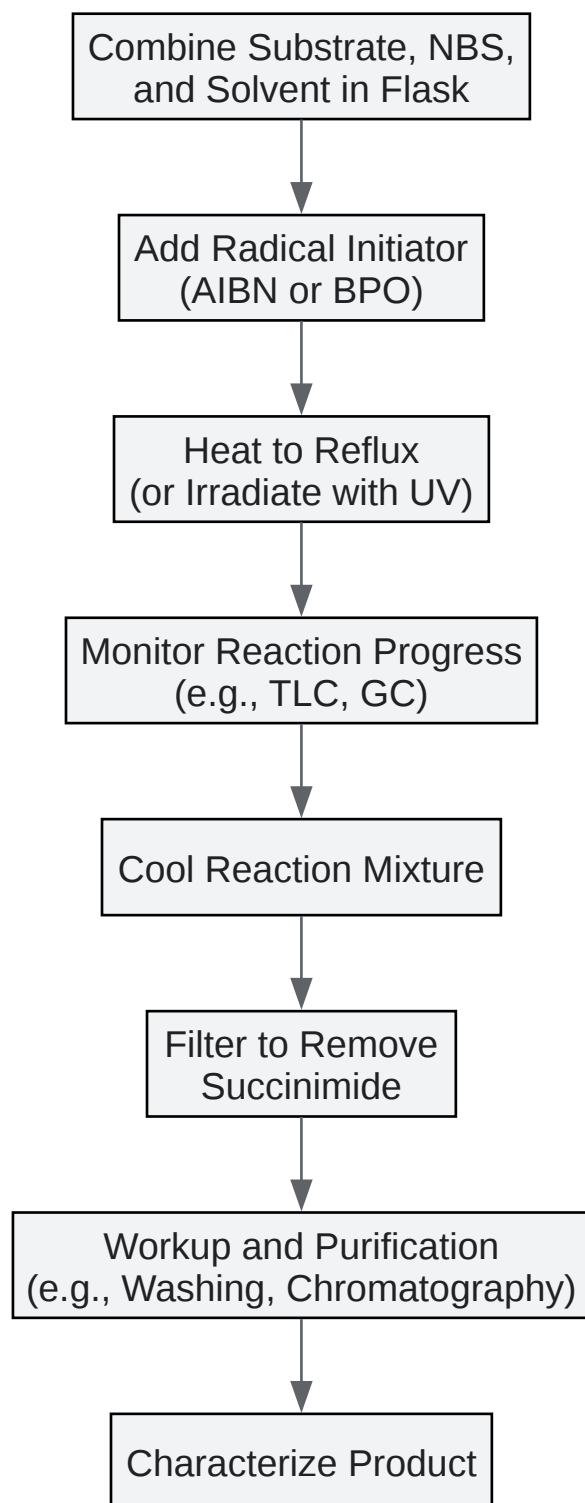 Combine Substrate, NBS,
and Solvent in Flask
Add Radical Initiator
(AIBN or BPO)
Heat to Reflux
(or Irradiate with UV)
Monitor Reaction Progress
(e.g., TLC, GC)
Cool Reaction Mixture
Filter to Remove
Succinimide
Workup and Purification
(e.g., Washing, Chromatography)
Characterize Product